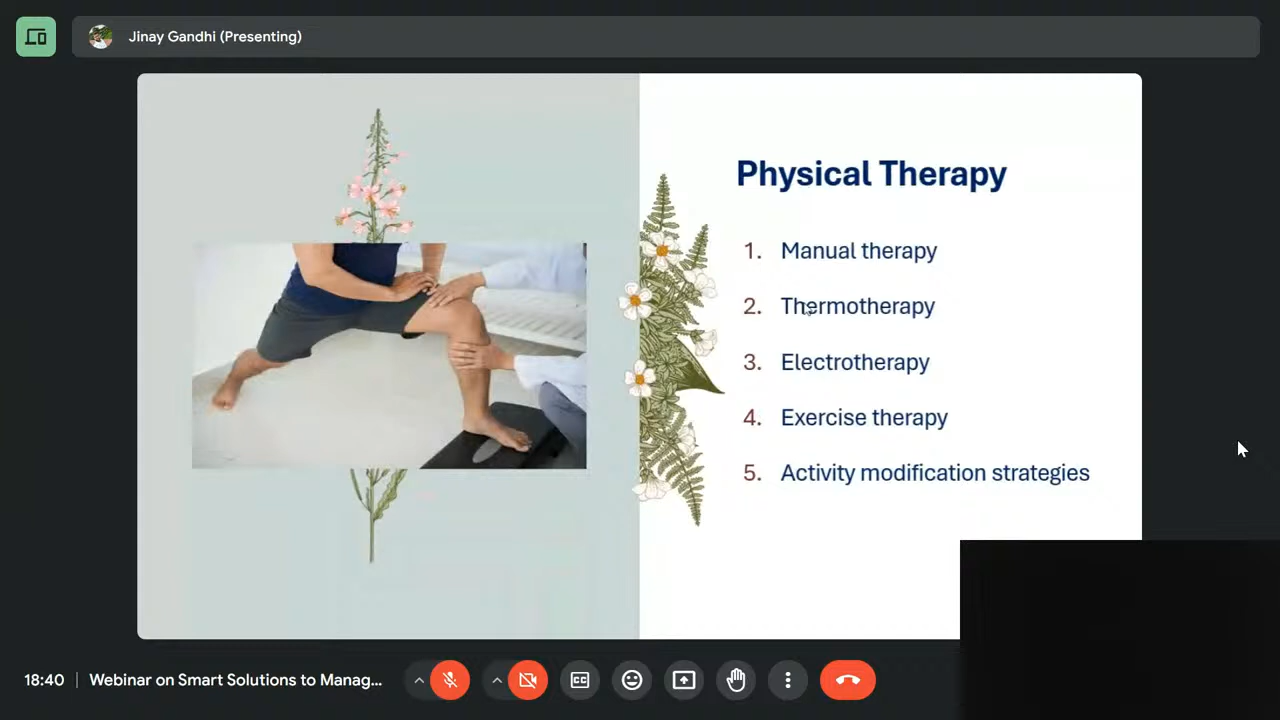 Jinay Gandhi (Presenting)
Physical Therapy
1. Manual therapy
2. Thermotherapy
3. Electrotherapy
4. Exercise therapy
5. Activity modification strategies
18:40 | Webinar on Smart Solutions to Manag...
CC